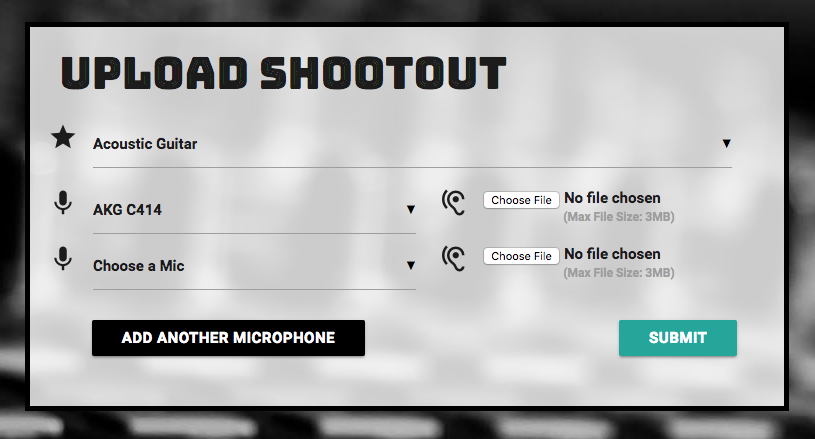 UPLOAD SHOOTOUT
Acoustic Guitar
AKG C414
Choose File No file chosen
(Max File Size: 3MB)
Choose a Mic
Choose File No file chosen
(Max File Size: 3MB)
ADD ANOTHER MICROPHONE
SUBMIT